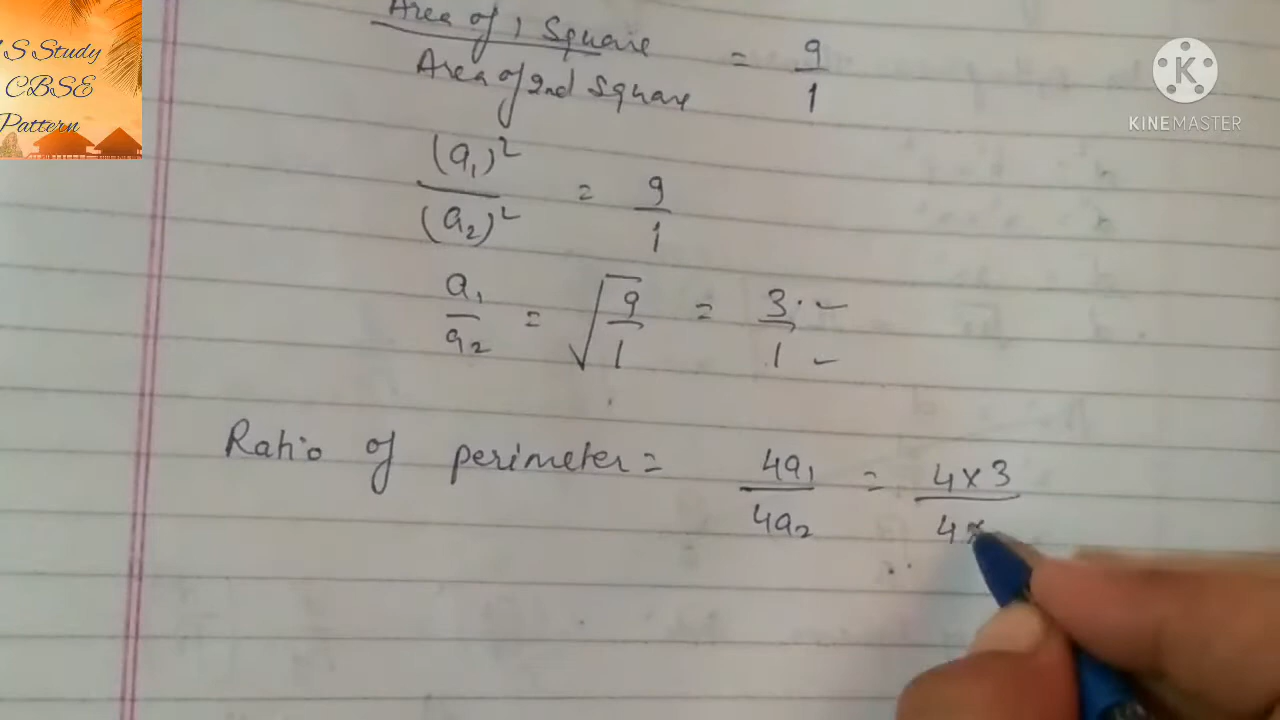 S Study
CBSE
Pattern
K
KINEMASTER
Area of 1 Square
Area of 2nd Square
= 9
1
(a₁)²
(a₂)²
= 9
1
a₁
a₂
= √9
1
= 3
1
Ratio of perimeter =
4a₁
4a₂
= 4×3
4×